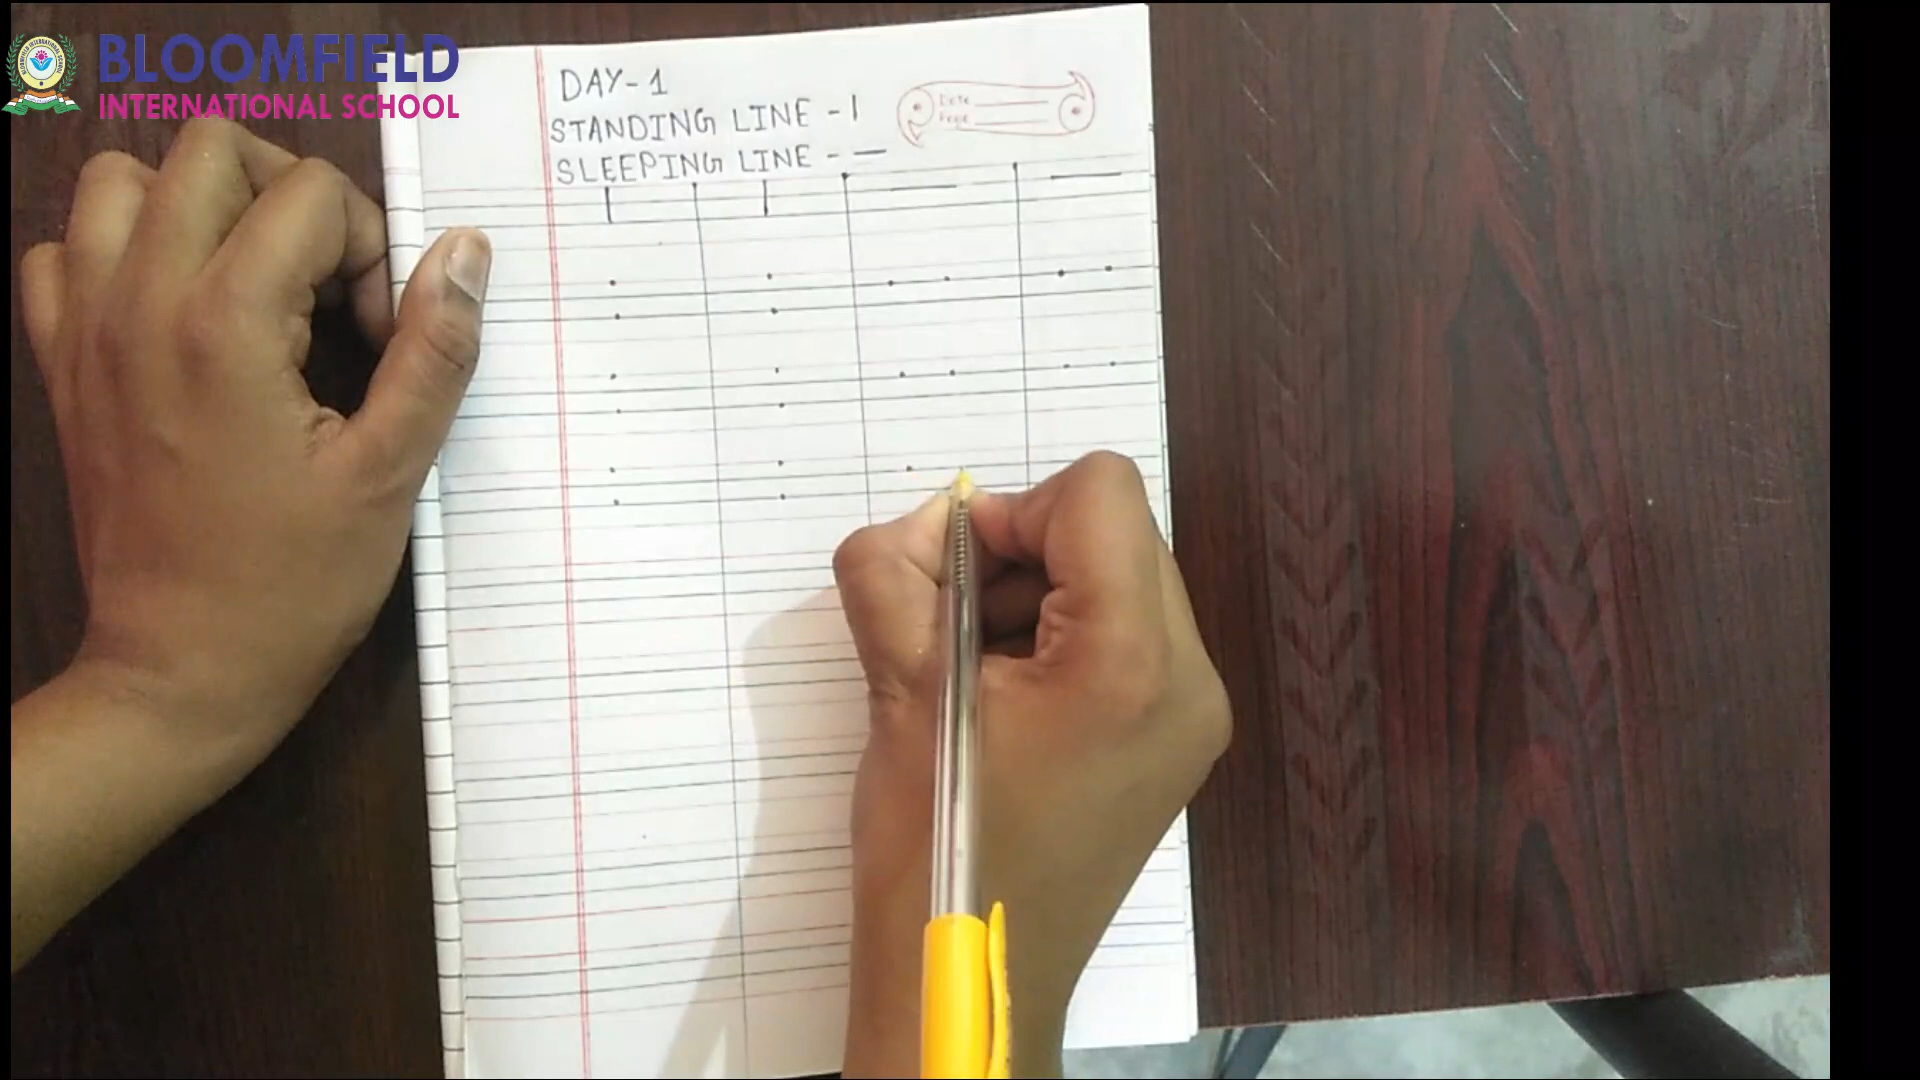 BLOOMFIELD
INTERNATIONAL SCHOOL
DAY-1
STANDING LINE - |
SLEEPING LINE - —
Date
Page